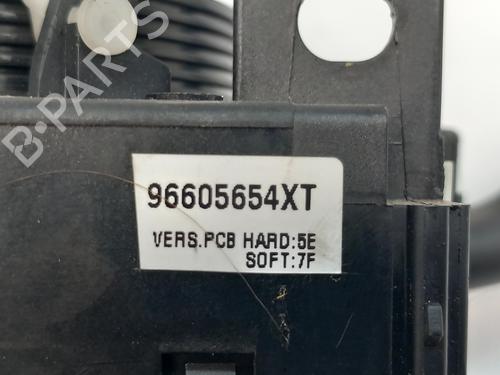 B-PARTS
96605654XT
VERS.PCB HARD:5E
SOFT:7F